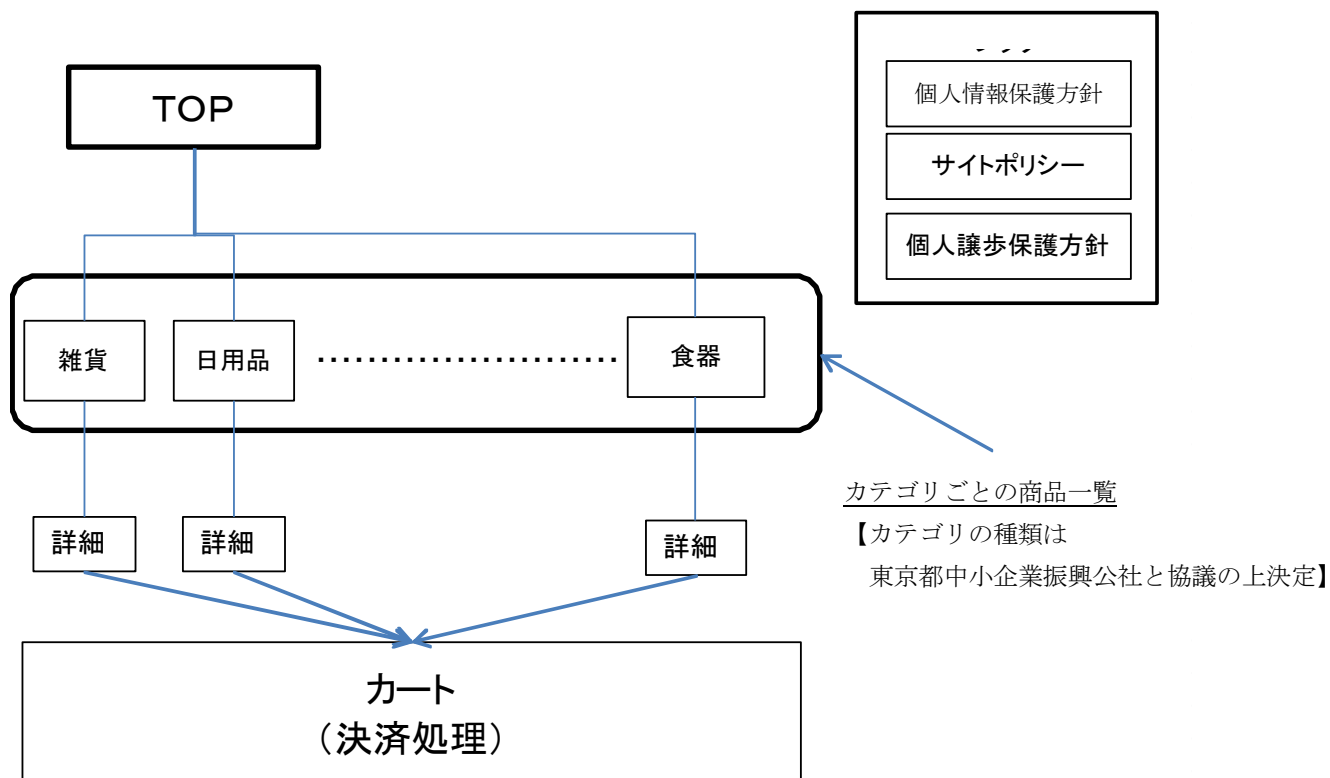 TOP
個人情報保護方針
サイトポリシー
個人譲歩保護方針
雑貨
日用品
食器
カテゴリごとの商品一覧
【カテゴリの種類は
東京都中小企業振興公社と協議の上決定】
詳細
詳細
詳細
カート
（決済処理）